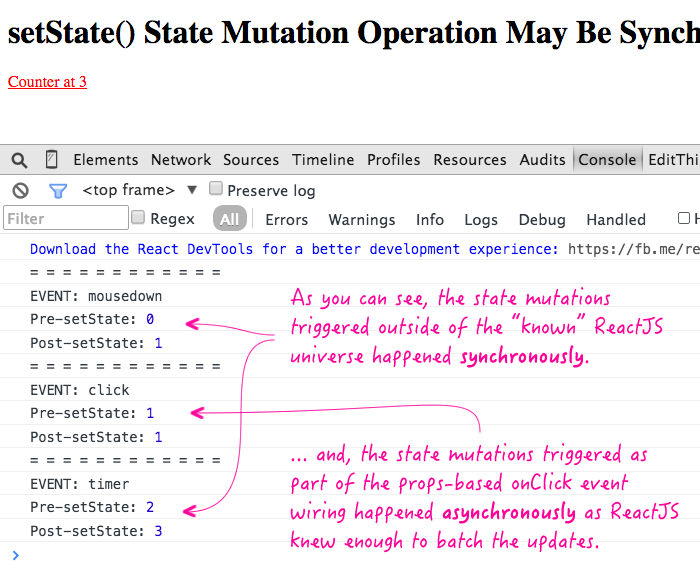 setState() State Mutation Operation May Be Synch
Counter at 3
Elements Network Sources Timeline Profiles Resources Audits Console EditThi
<top frame> ▼ Preserve log
Filter Regex All Errors Warnings Info Logs Debug Handled H
Download the React DevTools for a better development experience: https://fb.me/re
= = = = = = = = = = = =
EVENT: mousedown
Pre-setState: 0
Post-setState: 1
= = = = = = = = = = = =
EVENT: click
Pre-setState: 1
Post-setState: 1
= = = = = = = = = = = =
EVENT: timer
Pre-setState: 2
Post-setState: 3
>
As you can see, the state mutations
triggered outside of the “known” ReactJS
universe happened synchronously.
... and, the state mutations triggered as
part of the props-based onClick event
wiring happened asynchronously as ReactJS
knew enough to batch the updates.